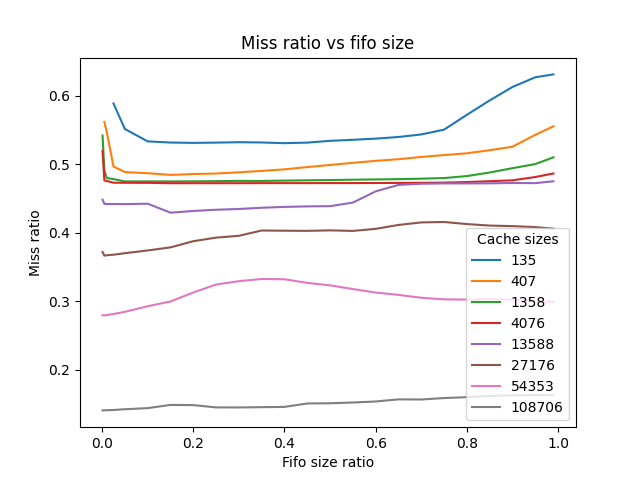 Miss ratio vs fifo size
Miss ratio
0.6
0.5
0.4
0.3
0.2
Cache sizes
135
407
1358
4076
13588
27176
54353
108706
0.0 0.2 0.4 0.6 0.8 1.0
Fifo size ratio